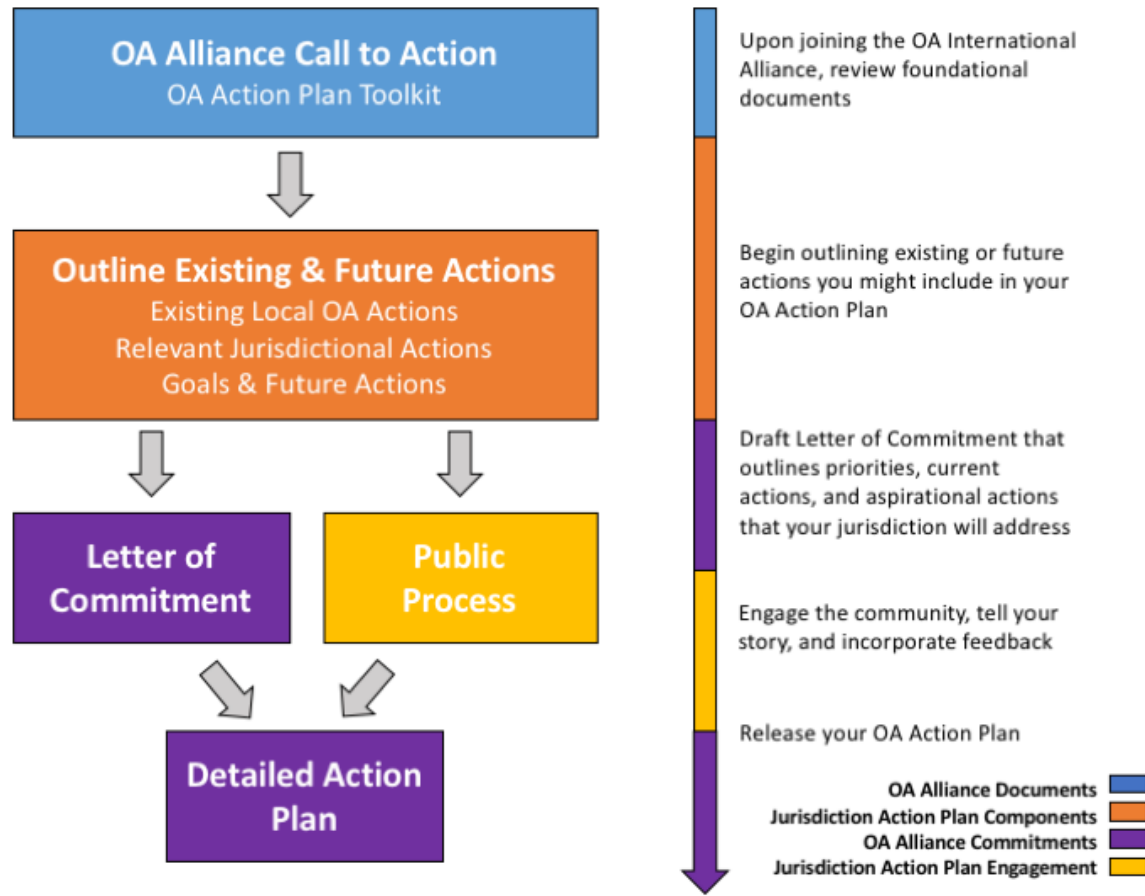 OA Alliance Call to Action
OA Action Plan Toolkit
Outline Existing & Future Actions
Existing Local OA Actions
Relevant Jurisdictional Actions
Goals & Future Actions
Letter of
Commitment
Public
Process
Detailed Action
Plan
Upon joining the OA International
Alliance, review foundational
documents
Begin outlining existing or future
actions you might include in your
OA Action Plan
Draft Letter of Commitment that
outlines priorities, current
actions, and aspirational actions
that your jurisdiction will address
Engage the community, tell your
story, and incorporate feedback
Release your OA Action Plan
OA Alliance Documents
Jurisdiction Action Plan Components
OA Alliance Commitments
Jurisdiction Action Plan Engagement